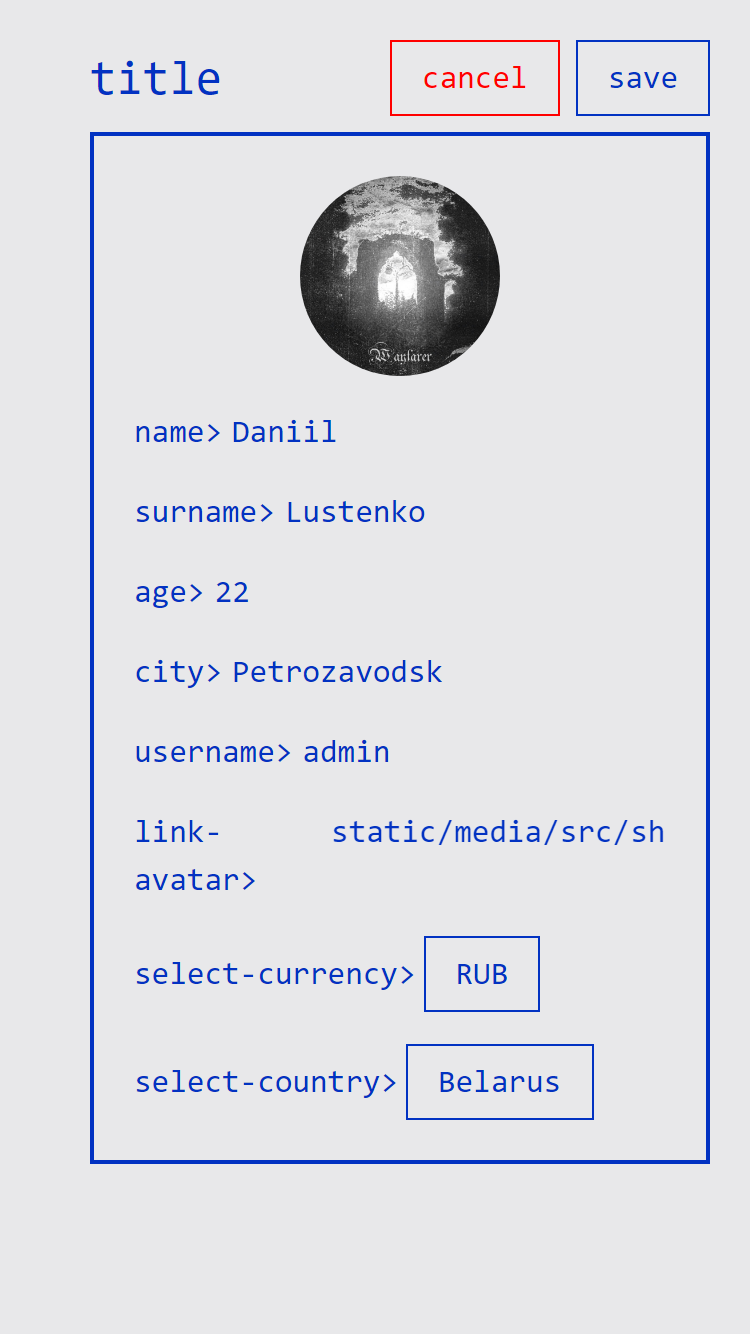 title cancel save
Wayfarer
name> Daniil
surname> Lustenko
age> 22
city> Petrozavodsk
username> admin
link- static/media/src/sh
avatar>
select-currency> RUB
select-country> Belarus